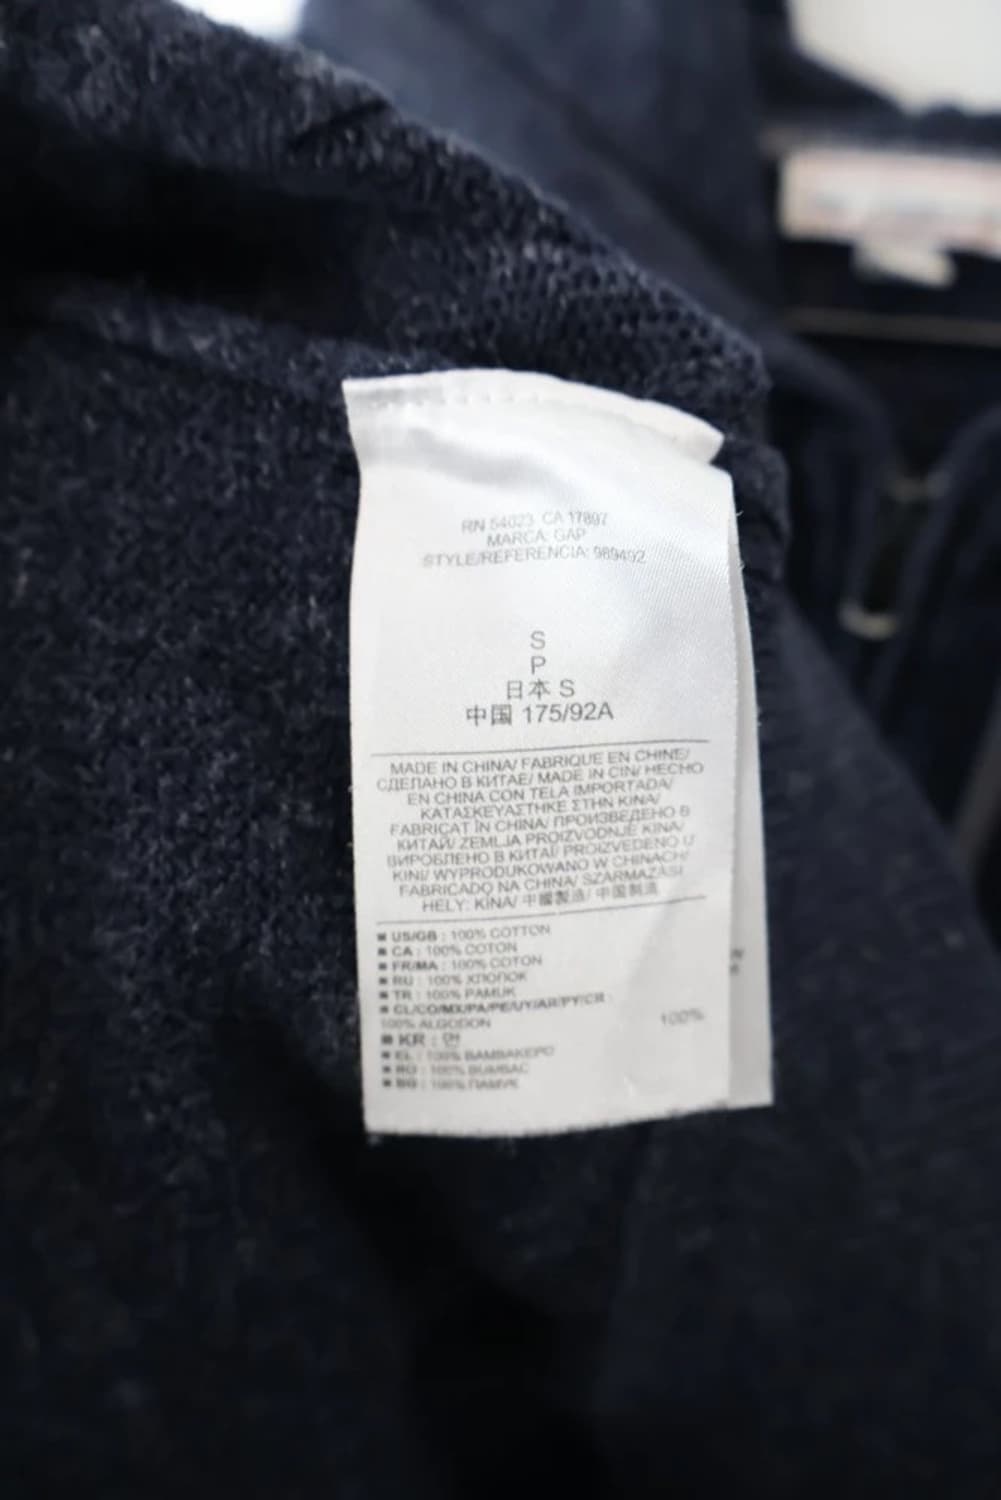 RN 54023 CA 17897
MARCA: GAP
STYLE/REFERENCIA: 989492
S
P
日本 S
中国 175/92A
MADE IN CHINA/ FABRIQUE EN CHINE/
СДЕЛАНО В КИТАЕ/ MADE IN CIN/ HECHO
EN CHINA CON TELA IMPORTADA/
ΚΑΤΑΣΚΕΥΑΣΤΗΚΕ ΣΤΗΝ ΚΙΝΑ/
FABRICAT ÎN CHINA/ ПРОИЗВЕДЕНО В
КИТАЙ/ ZEMLJA PROIZVODNJE KINA/
ВИРОБЛЕНО В КИТАЇ/ PROIZVEDENO U
KINI/ WYPRODUKOWANO W CHINACH/
FABRICADO NA CHINA/ SZÁRMAZÁSI
HELY: KÍNA/ 中國製造/ 中国制造
US/GB : 100% COTTON
CA : 100% COTON
FR/MA : 100% COTON
RU : 100% ХЛОПОК
TR : 100% PAMUK
CL/CO/MX/PA/PE/UY/AR/PY/CR :
100% ALGODON
KR : 면
100%
EL : 100% ΒΑΜΒΑΚΕΡΟ
RO : 100% BUMBAC
BG : 100% ПАМУК